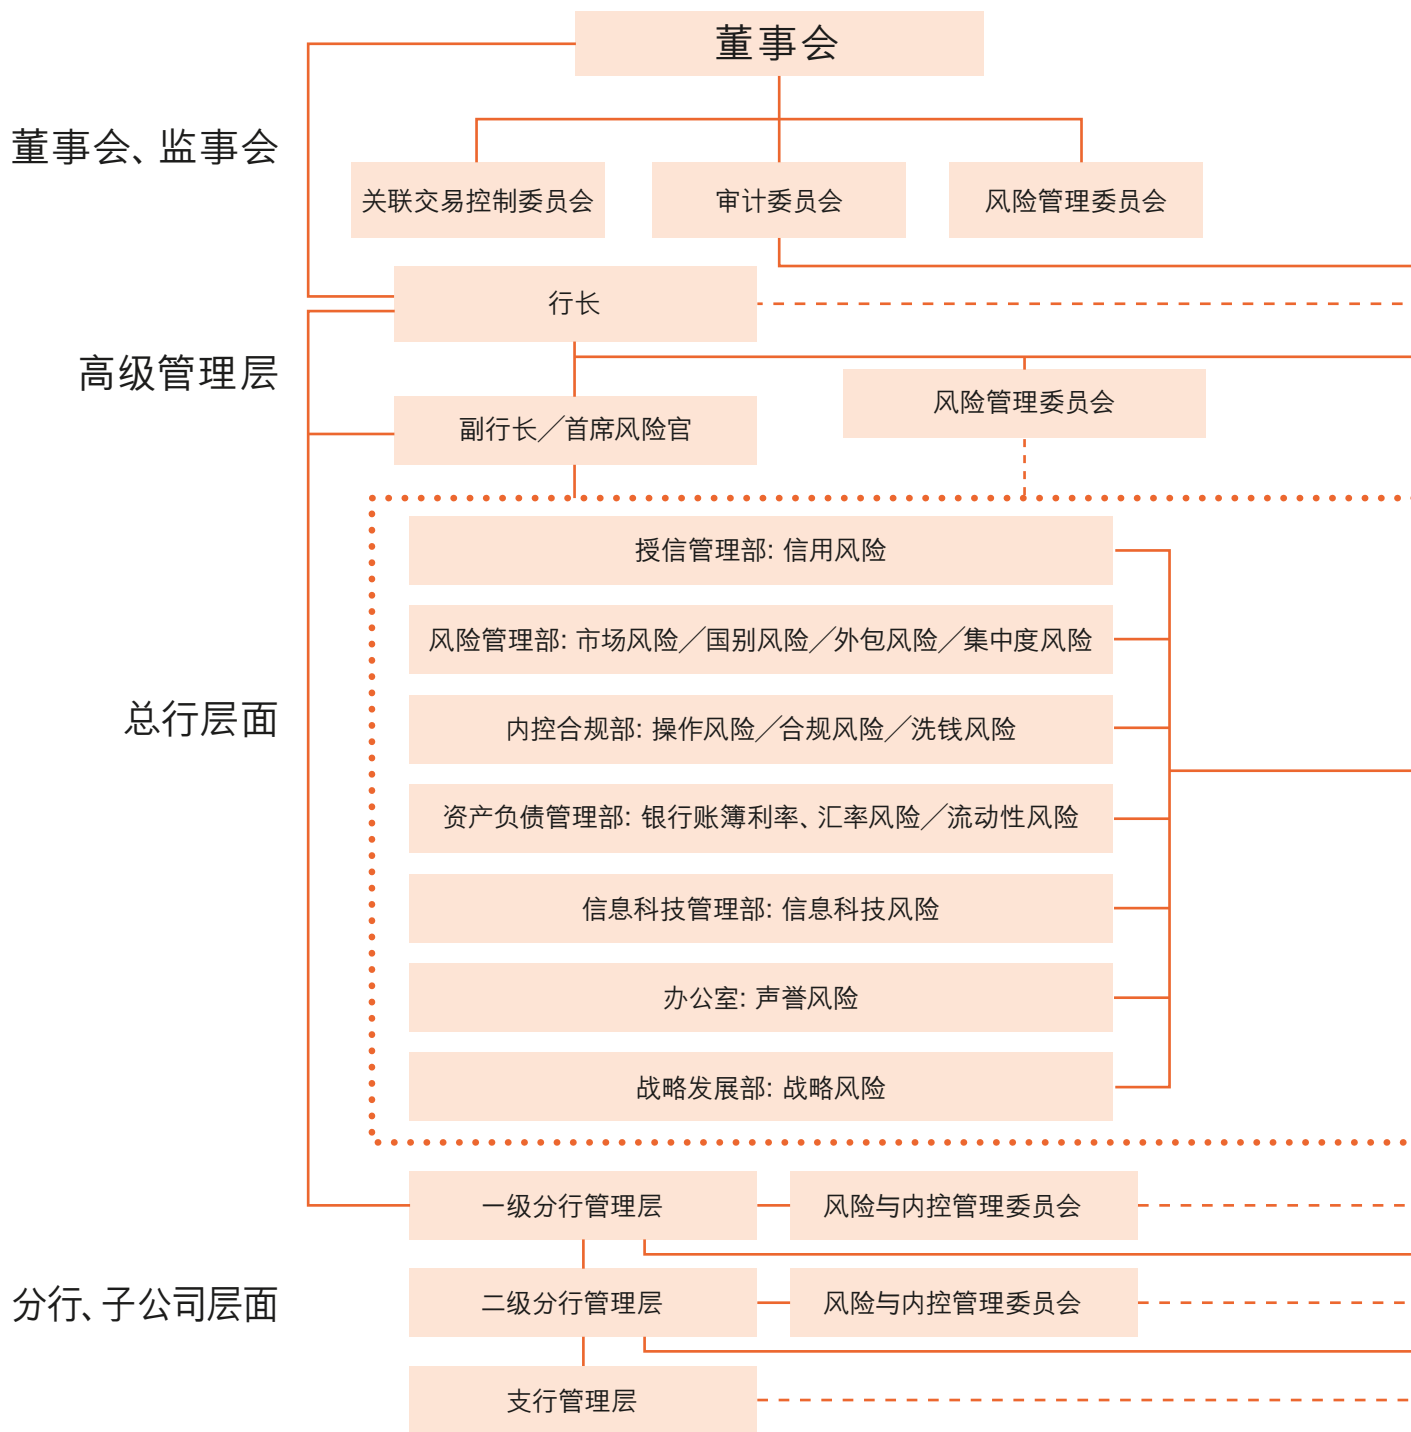 董事会
董事会、监事会
关联交易控制委员会
审计委员会
风险管理委员会
行长
高级管理层
风险管理委员会
副行长／首席风险官
授信管理部: 信用风险
风险管理部: 市场风险／国别风险／外包风险／集中度风险
总行层面
内控合规部: 操作风险／合规风险／洗钱风险
资产负债管理部: 银行账簿利率、汇率风险／流动性风险
信息科技管理部: 信息科技风险
办公室: 声誉风险
战略发展部: 战略风险
一级分行管理层
风险与内控管理委员会
分行、子公司层面
二级分行管理层
风险与内控管理委员会
支行管理层